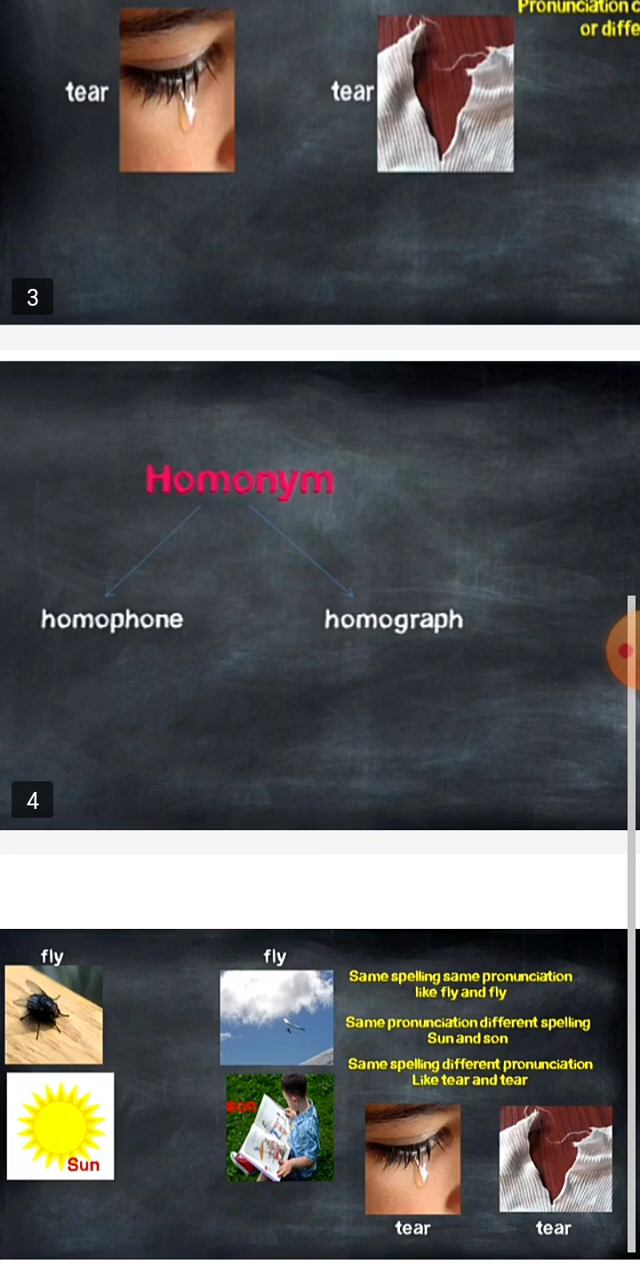 Pronunciation
or diffe
tear
tear
3
Homonym
homophone
homograph
4
fly
fly
Same spelling same pronunciation
like fly and fly
Same pronunciation different spelling
Sun and son
Same spelling different pronunciation
Like tear and tear
son
Sun
tear
tear